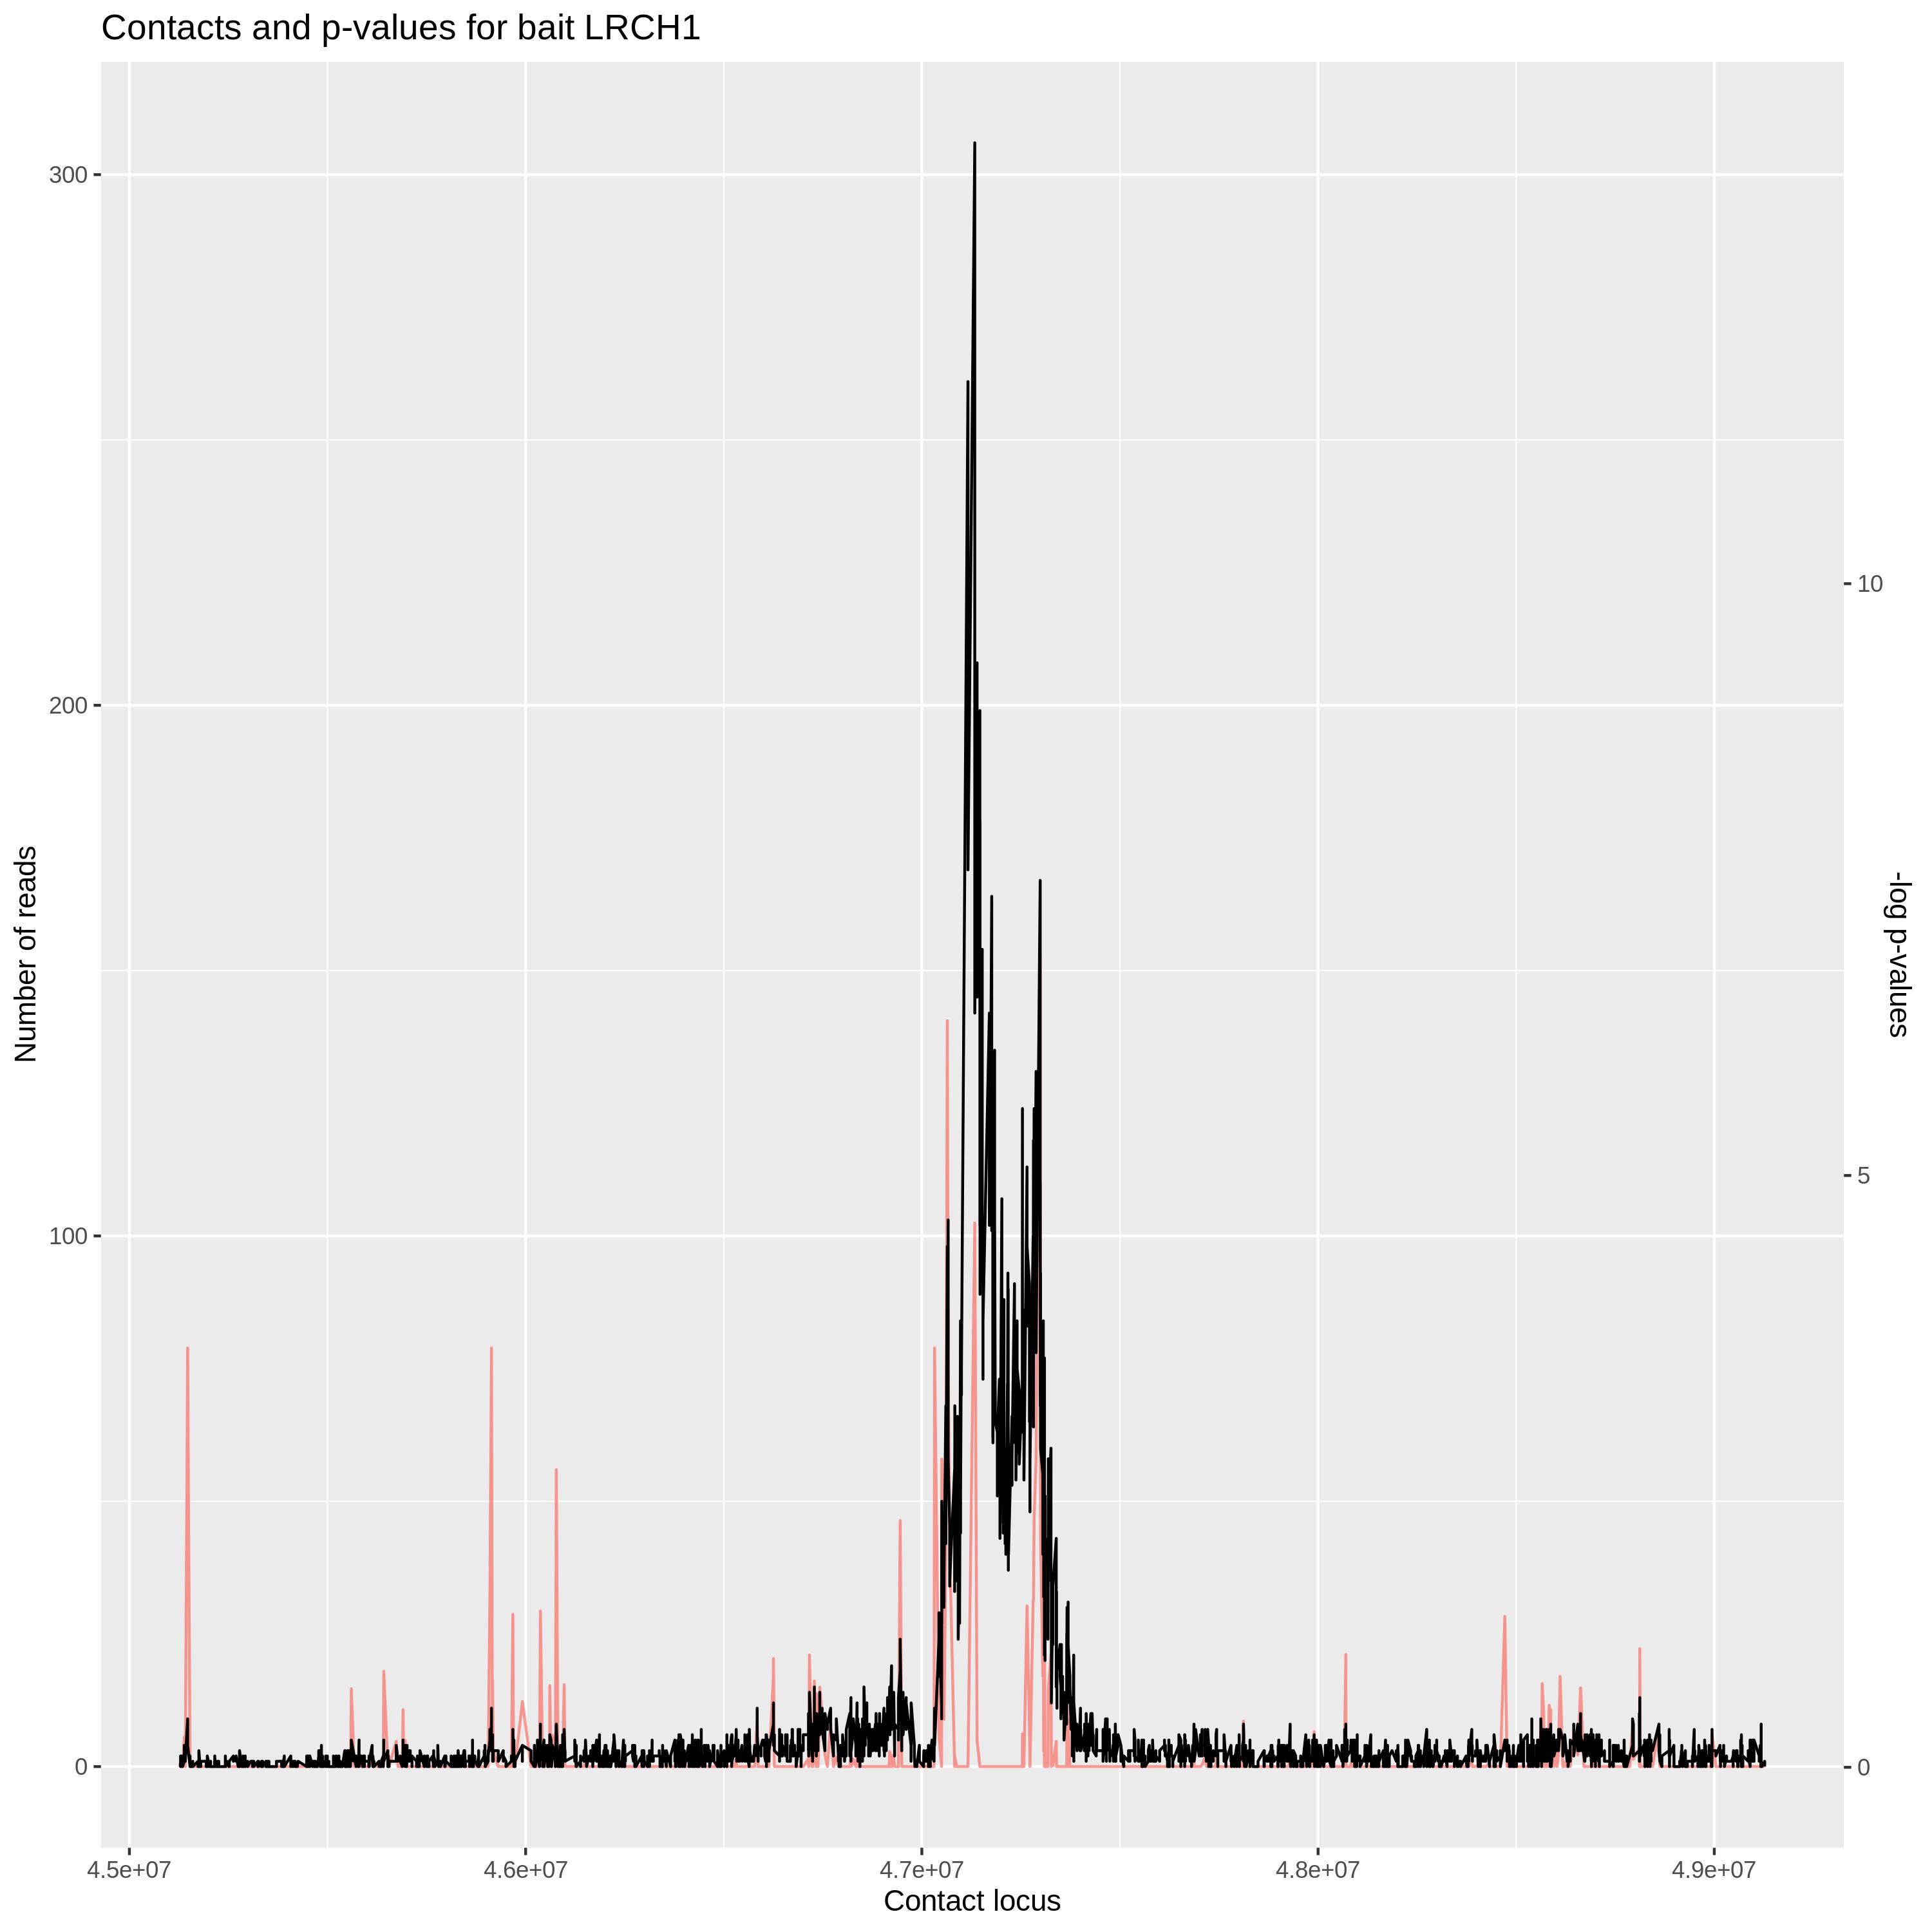 Contacts and p-values for bait LRCH1
300
200
100
0
Number of reads
10
5
0
-log p-values
4.5e+07
4.6e+07
4.7e+07
4.8e+07
4.9e+07
Contact locus